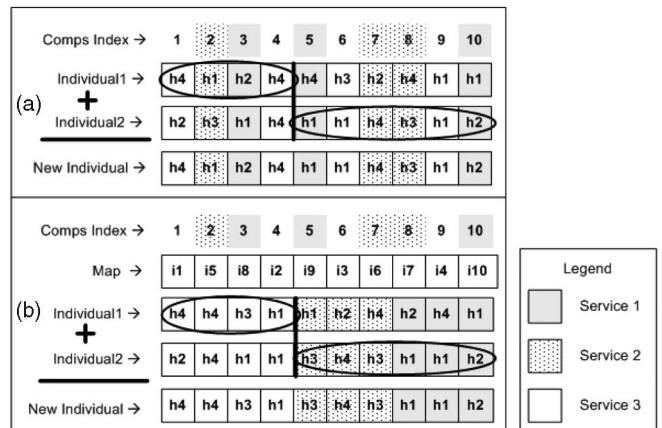 Comps Index → 1 2 3 4 5 6 7 8 9 10
Individual1 → h4 h1 h2 h4 h4 h3 h2 h4 h1 h1
(a) +
Individual2 → h2 h3 h1 h4 h1 h1 h4 h3 h1 h2
New Individual → h4 h1 h2 h4 h1 h1 h4 h3 h1 h2
Comps Index → 1 2 3 4 5 6 7 8 9 10
Map → i1 i5 i8 i2 i9 i3 i6 i7 i4 i10
Individual1 → h4 h4 h3 h1 h1 h2 h4 h2 h4 h1
(b) +
Individual2 → h2 h4 h1 h1 h3 h4 h3 h1 h1 h2
New Individual → h4 h4 h3 h1 h3 h4 h3 h1 h1 h2
Legend
Service 1
Service 2
Service 3